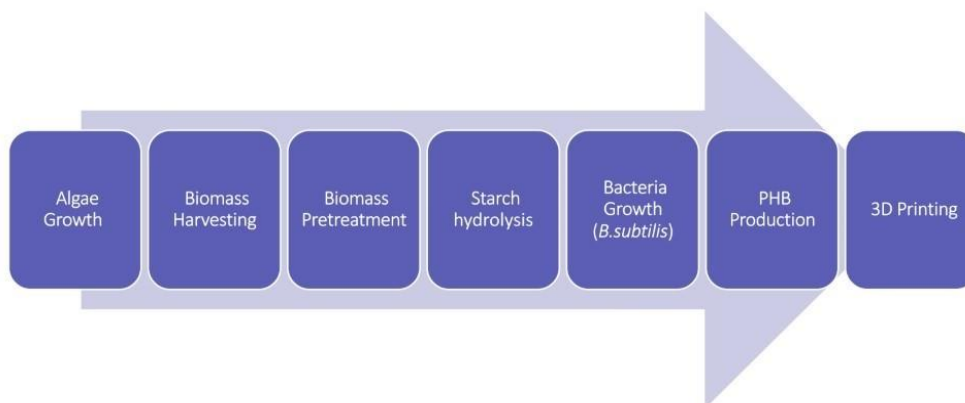 Algae
Growth
Biomass
Harvesting
Biomass
Pretreatment
Starch
hydrolysis
Bacteria
Growth
(B.subtilis)
PHB
Production
3D Printing